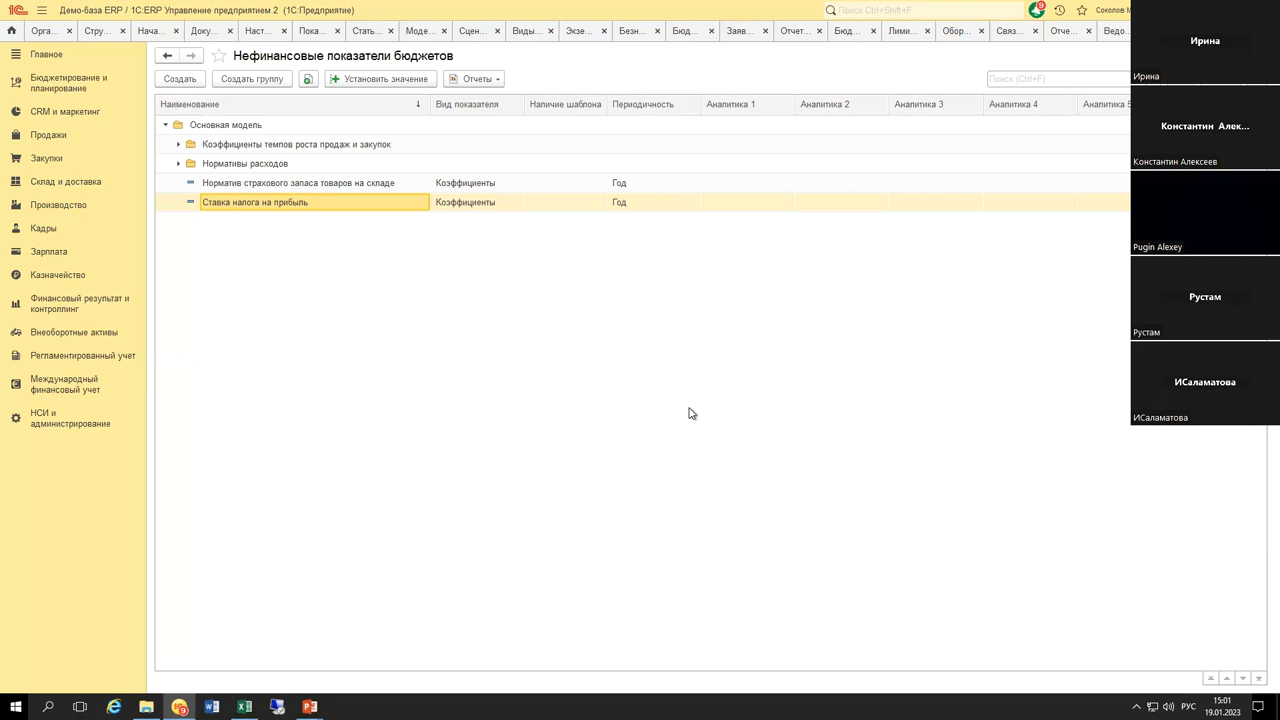 Демо-база ERP / 1С:ERP Управление предприятием 2 (1С:Предприятие)
Поиск Ctrl+Shift+F
9
Соколов М
Орга...
Стру...
Нача...
Доку...
Наст...
Пока...
Стать...
Моде...
Сцен...
Виды...
Экзе...
Безн...
Бюд...
Заяв...
Отчет...
Бюд...
Лими...
Обор...
Связ...
Отче...
Ведо...
Главное
Бюджетирование и
планирование
CRM и маркетинг
Продажи
Закупки
Склад и доставка
Производство
Кадры
Зарплата
Казначейство
Финансовый результат и
контроллинг
Внеоборотные активы
Регламентированный учет
Международный
финансовый учет
НСИ и
администрирование
Нефинансовые показатели бюджетов
Создать
Создать группу
Установить значение
Отчеты
Поиск (Ctrl+F)
Наименование
Вид показателя
Наличие шаблона
Периодичность
Аналитика 1
Аналитика 2
Аналитика 3
Аналитика 4
Аналитика 5
Основная модель
Коэффициенты темпов роста продаж и закупок
Нормативы расходов
Норматив страхового запаса товаров на складе Коэффициенты Год
Ставка налога на прибыль Коэффициенты Год
Ирина
Ирина
Константин Алек...
Константин Алексеев
Pugin Alexey
Рустам
Рустам
ИСаламатова
ИСаламатова
РУС
15:01
19.01.2023